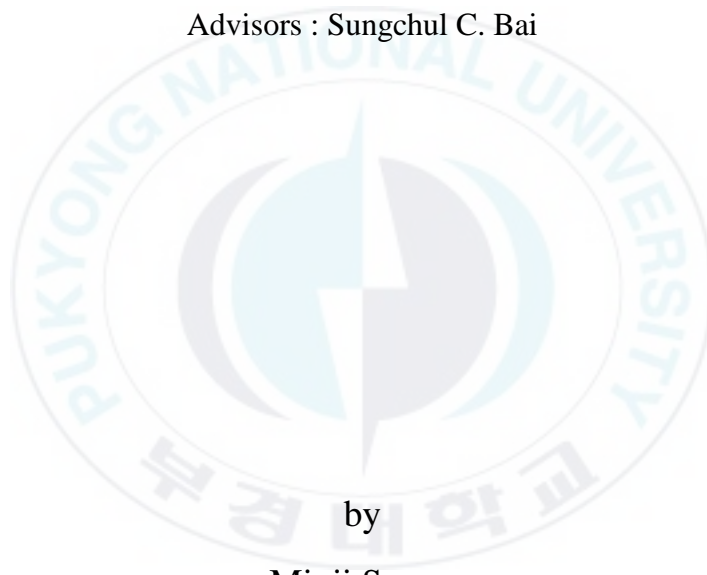 Advisors : Sungchul C. Bai
PUKYONG NATIONAL UNIVERSITY
부경대학교
by